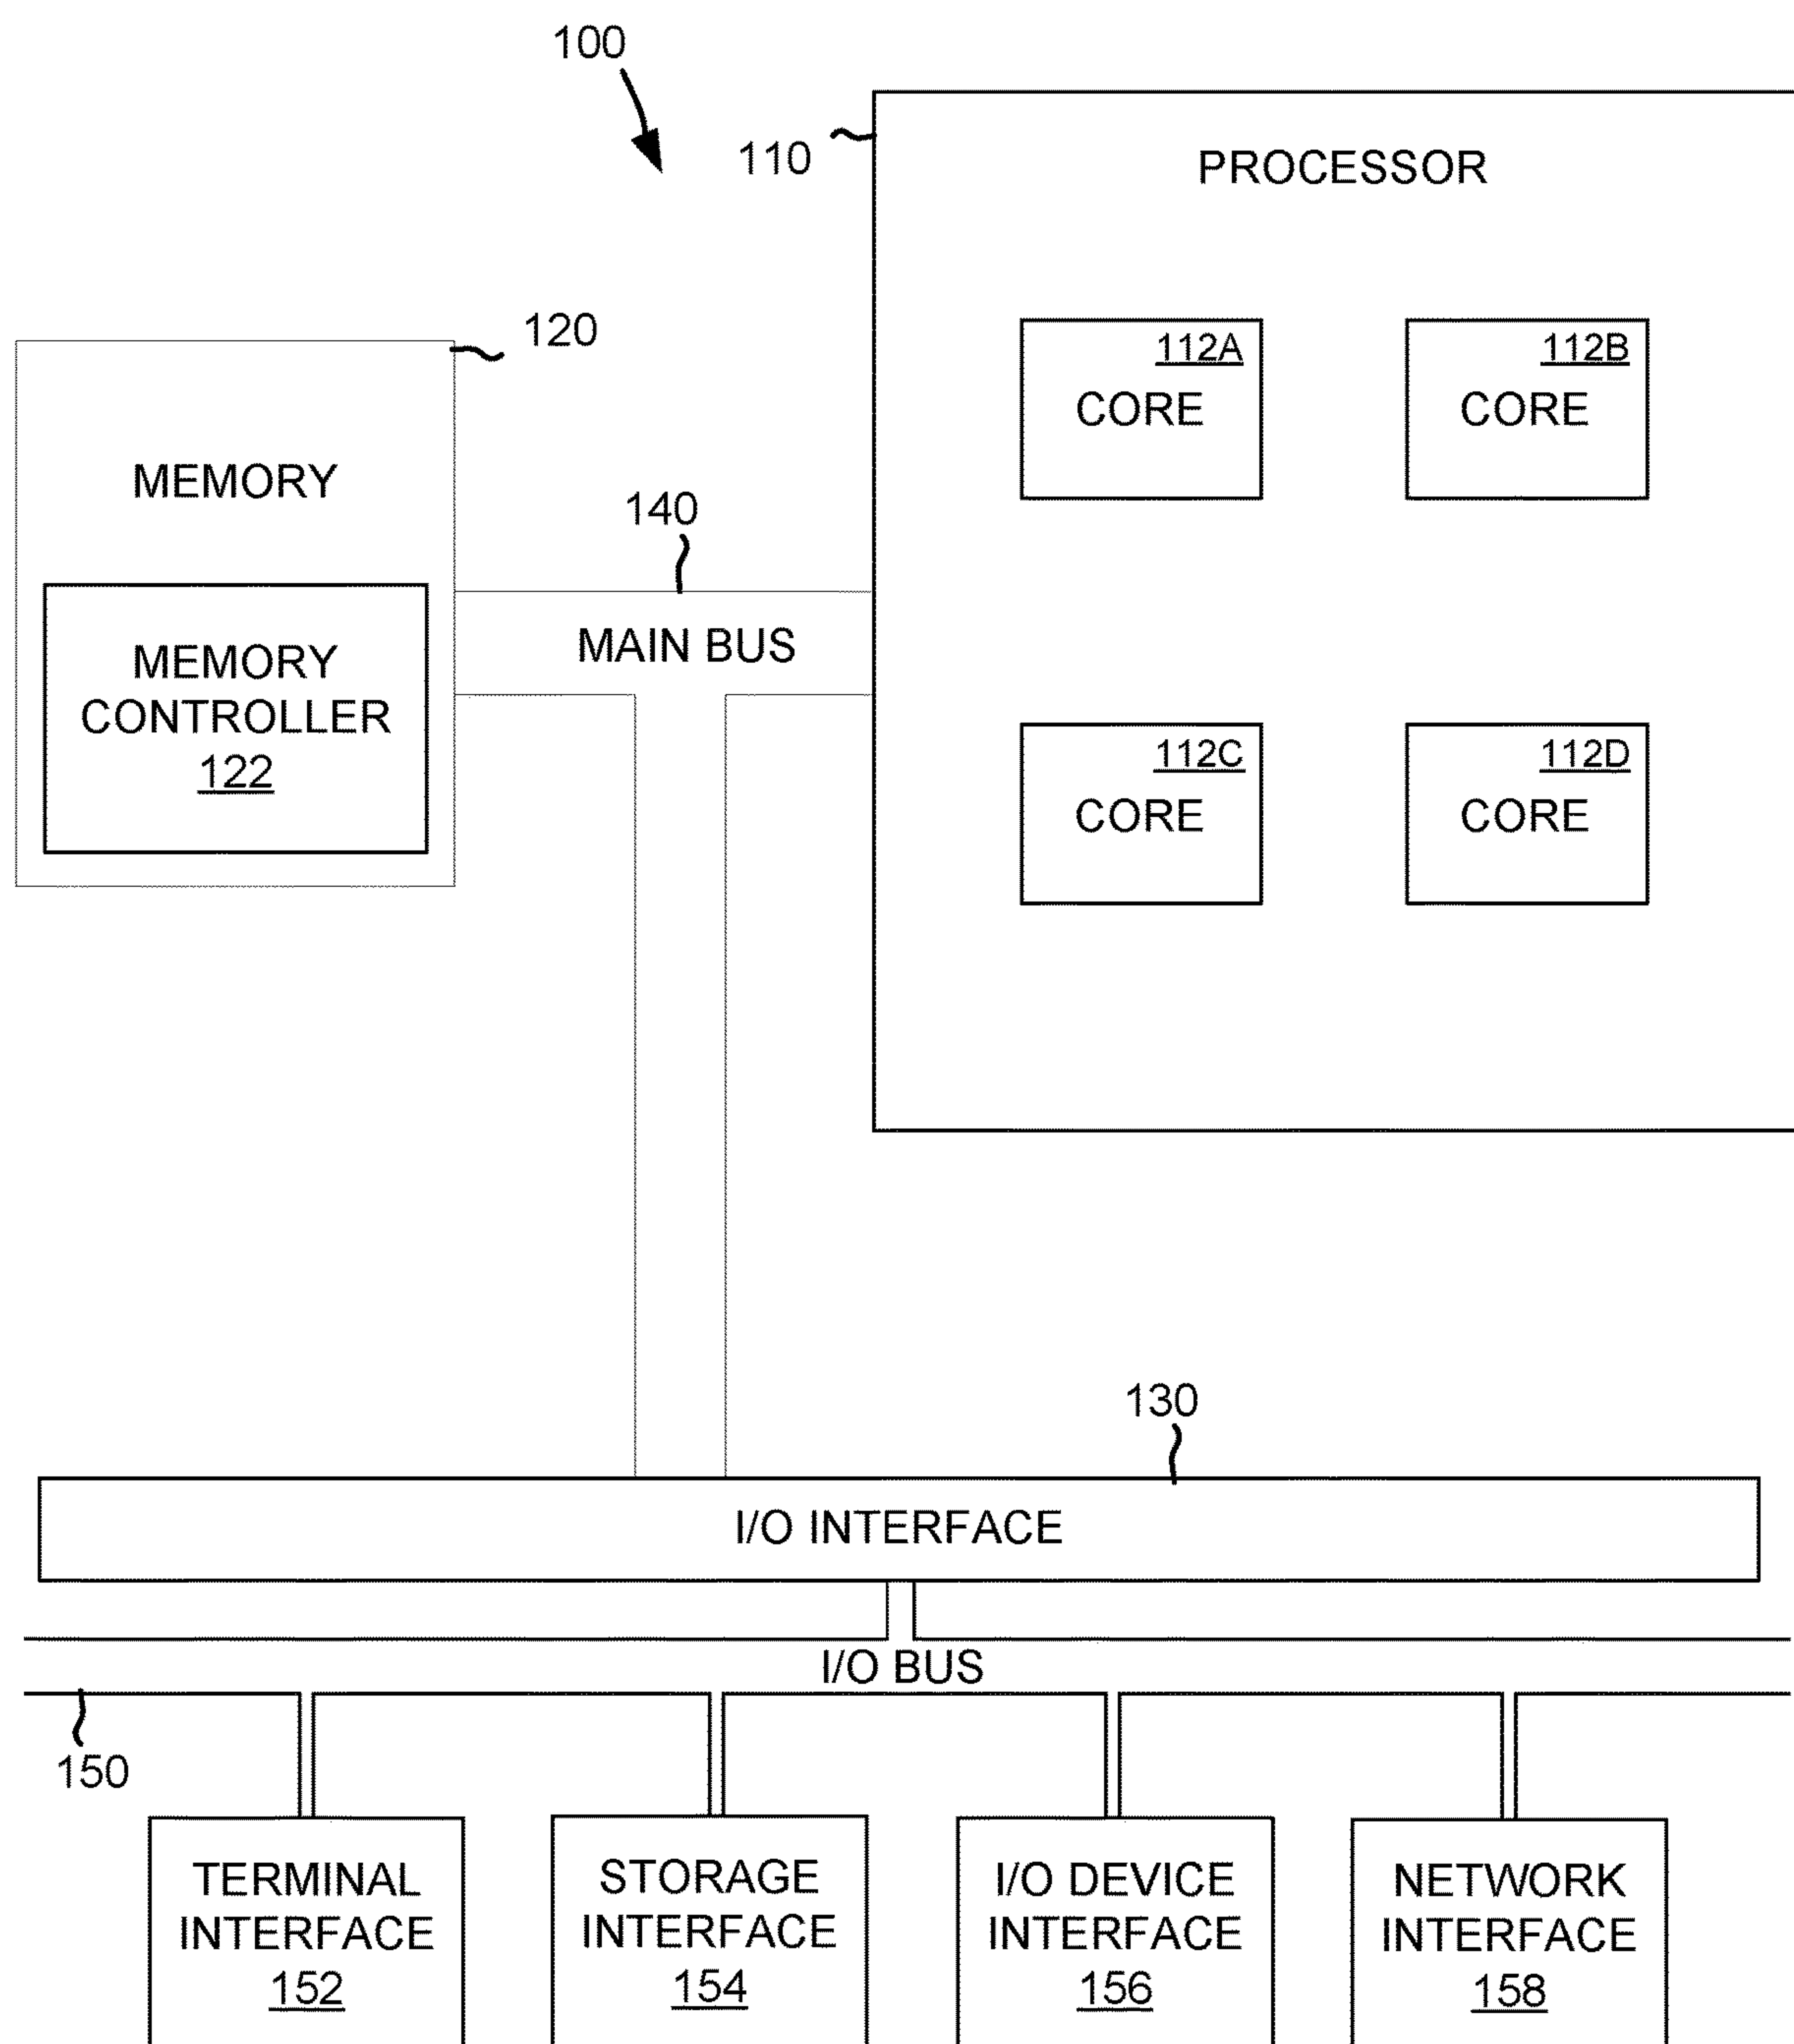 100
110
PROCESSOR
120
112A
CORE
112B
CORE
MEMORY
140
MAIN BUS
MEMORY
CONTROLLER
122
112C
CORE
112D
CORE
130
I/O INTERFACE
I/O BUS
150
TERMINAL
INTERFACE
152
STORAGE
INTERFACE
154
I/O DEVICE
INTERFACE
156
NETWORK
INTERFACE
158